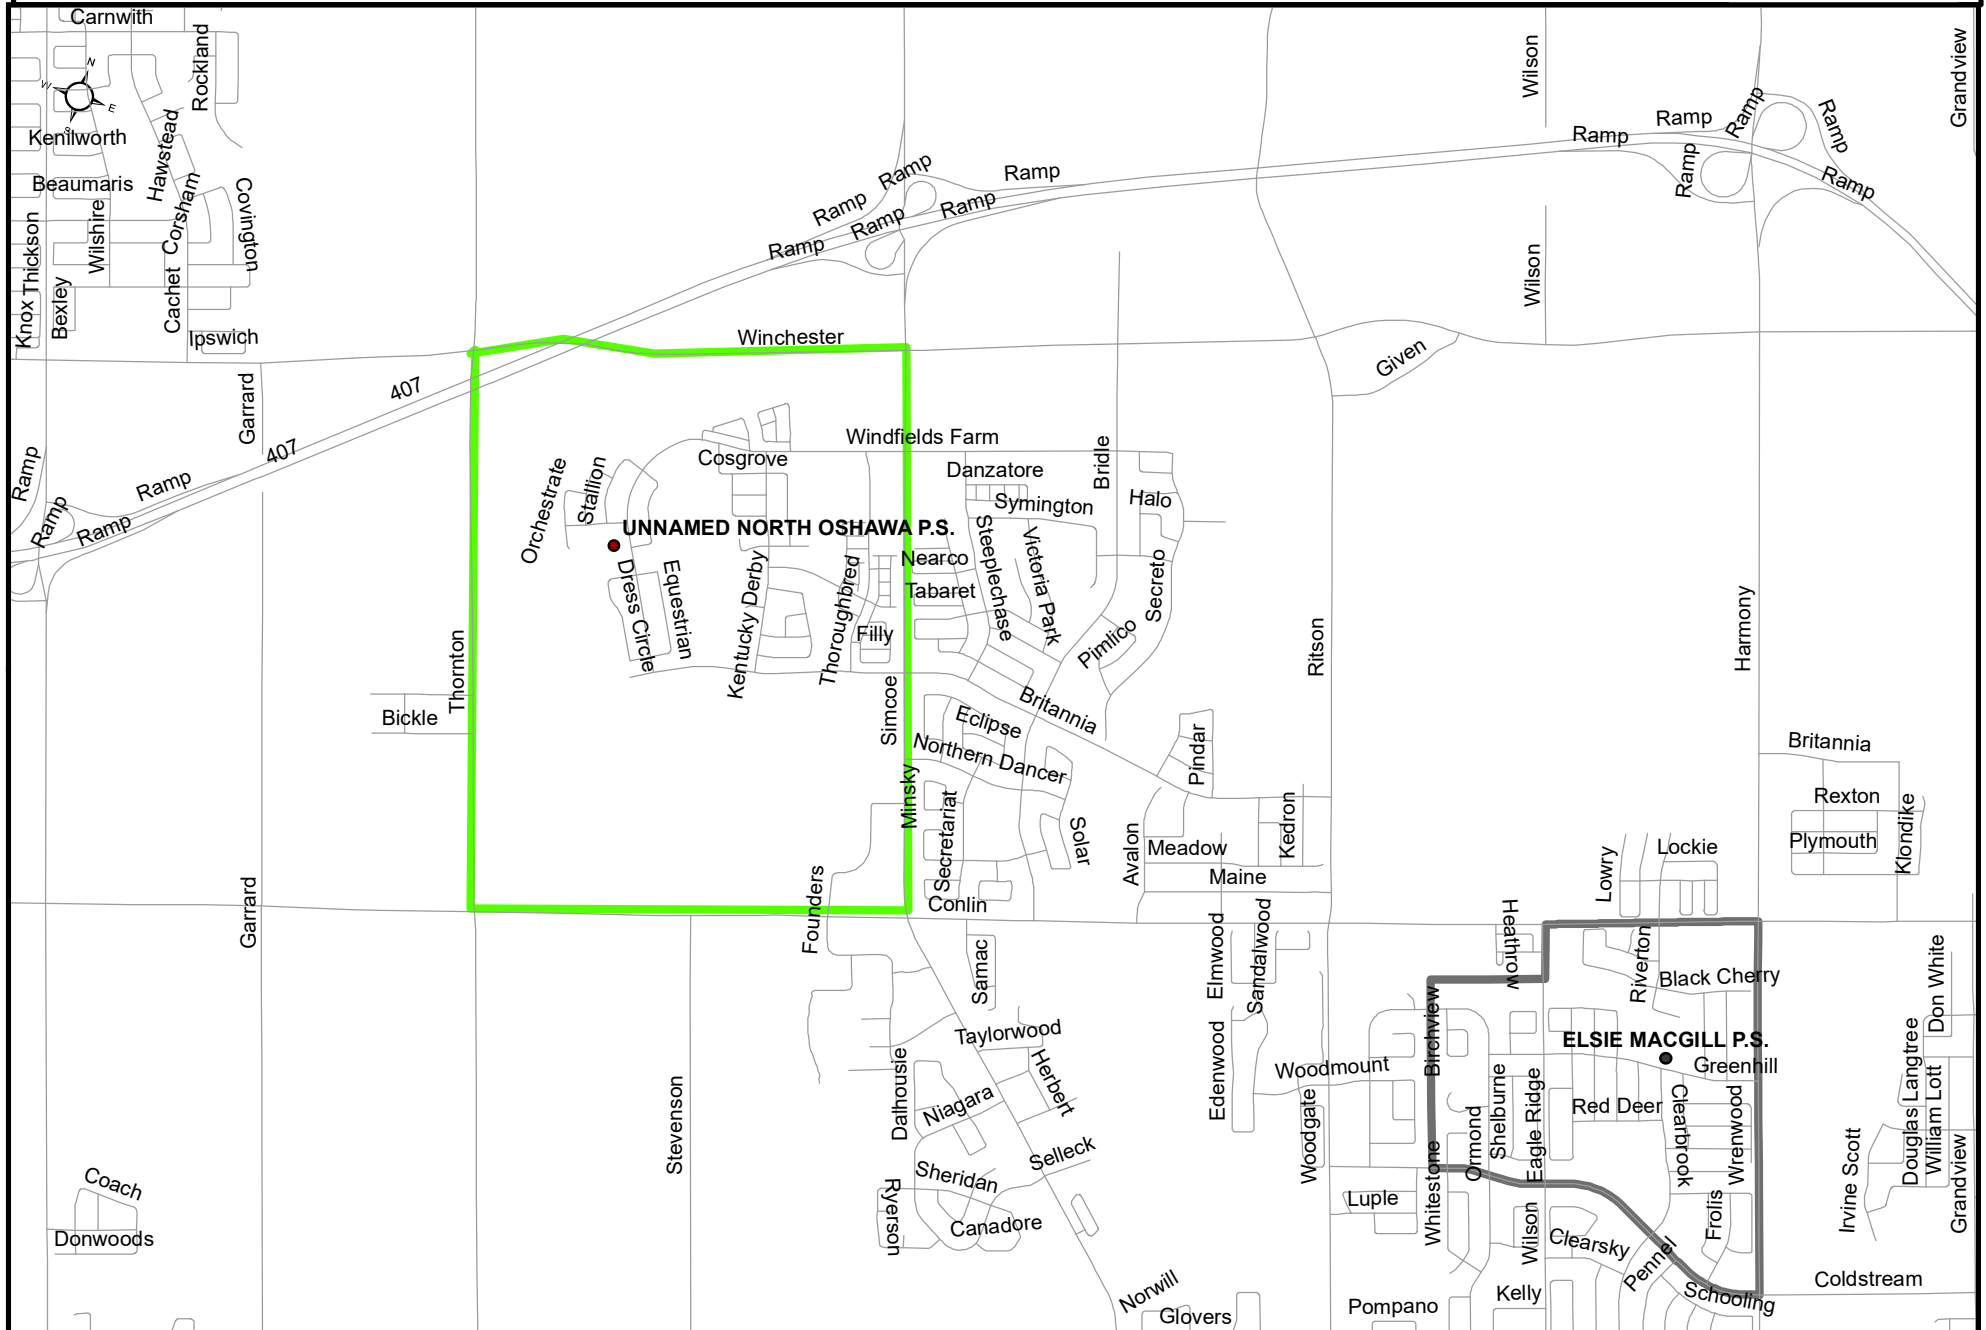 Carnwith
Rockland
N
W
E
S
Kenilworth
Hawstead
Beaumaris
Corsham
Covington
Wilshire
Thickson
Knox
Bexley
Cachet
Ipswich
Wilson
Grandview
Ramp
Ramp
Ramp
Ramp
Ramp
Ramp
Ramp
Ramp
Ramp
Ramp
Ramp
Ramp
Ramp
Wilson
Winchester
Given
407
Garrard
407
Ramp
Ramp
Ramp
Ramp
Windfields Farm
Cosgrove
Bridle
Danzatore
Symington
Halo
Orchestrate
Stallion
UNNAMED NORTH OSHAWA P.S.
Steeplechase
Victoria Park
Nearco
Tabaret
Secreto
Dress Circle
Equestrian
Kentucky Derby
Thoroughbred
Filly
Pimlico
Ritson
Harmony
Thornton
Bickle
Simcoe
Britannia
Eclipse
Northern Dancer
Pindar
Britannia
Minsky
Secretariat
Solar
Avalon
Meadow
Kedron
Maine
Rexton
Plymouth
Klondike
Lowry
Lockie
Garrard
Founders
Conlin
Samac
Elmwood
Sandalwood
Heathrow
Riverton
Black Cherry
Don White
Birchview
Taylorwood
Herbert
Edenwood
Woodmount
ELSIE MACGILL P.S.
Greenhill
Stevenson
Dalhousie
Niagara
Woodgate
Ormond
Shelburne
Eagle Ridge
Red Deer
Clearbrook
Wrenwood
Irvine Scott
Douglas Langtree
William Lott
Grandview
Selleck
Sheridan
Ryerson
Canadore
Coach
Donwoods
Luple
Whitestone
Wilson
Clearsky
Pennel
Frolis
Schooling
Coldstream
Norwill
Glovers
Pompano
Kelly